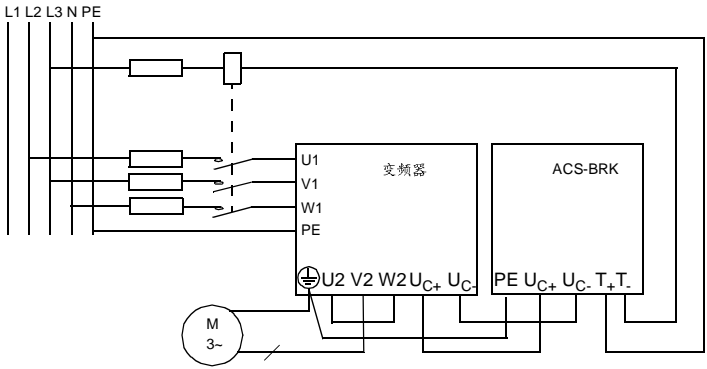 L1 L2 L3 N PE
U1
变频器
ACS-BRK
V1
W1
PE
U2 V2 W2 UC+ UC-
PE UC+ UC- T+ T-
M
3~